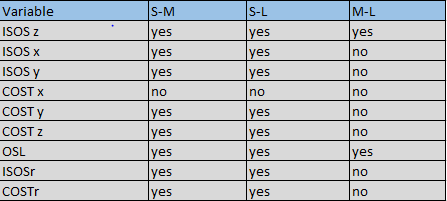 Variable S-M S-L M-L
ISOS z yes yes yes
ISOS x yes yes no
ISOS y yes yes no
COST x no no no
COST y yes yes no
COST z yes yes no
OSL yes yes yes
ISOSr yes yes no
COSTr yes yes no